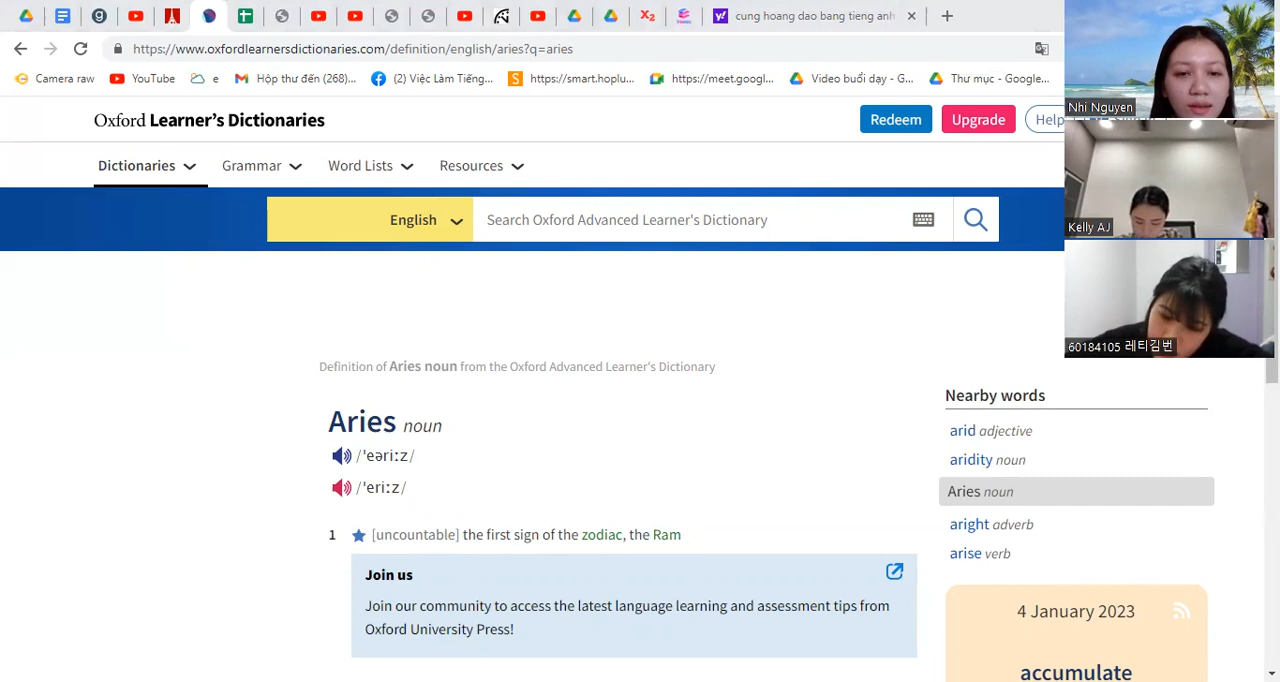 cung hoang dao bang tieng anh
https://www.oxfordlearnersdictionaries.com/definition/english/aries?q=aries
Camera raw
YouTube
e
Hộp thư đến (268)...
(2) Việc Làm Tiếng...
https://smart.hoplu...
https://meet.googl...
Video buổi dạy - G...
Thư mục - Google...
Nhi Nguyen
Oxford Learner's Dictionaries
Redeem
Upgrade
Help
Dictionaries
Grammar
Word Lists
Resources
English
Search Oxford Advanced Learner's Dictionary
Kelly AJ
60184105 레티김번
Definition of Aries noun from the Oxford Advanced Learner's Dictionary
Aries noun
/ˈeəriːz/
/ˈeriːz/
1 [uncountable] the first sign of the zodiac, the Ram
Join us
Join our community to access the latest language learning and assessment tips from
Oxford University Press!
Nearby words
arid adjective
aridity noun
Aries noun
aright adverb
arise verb
4 January 2023
accumulate